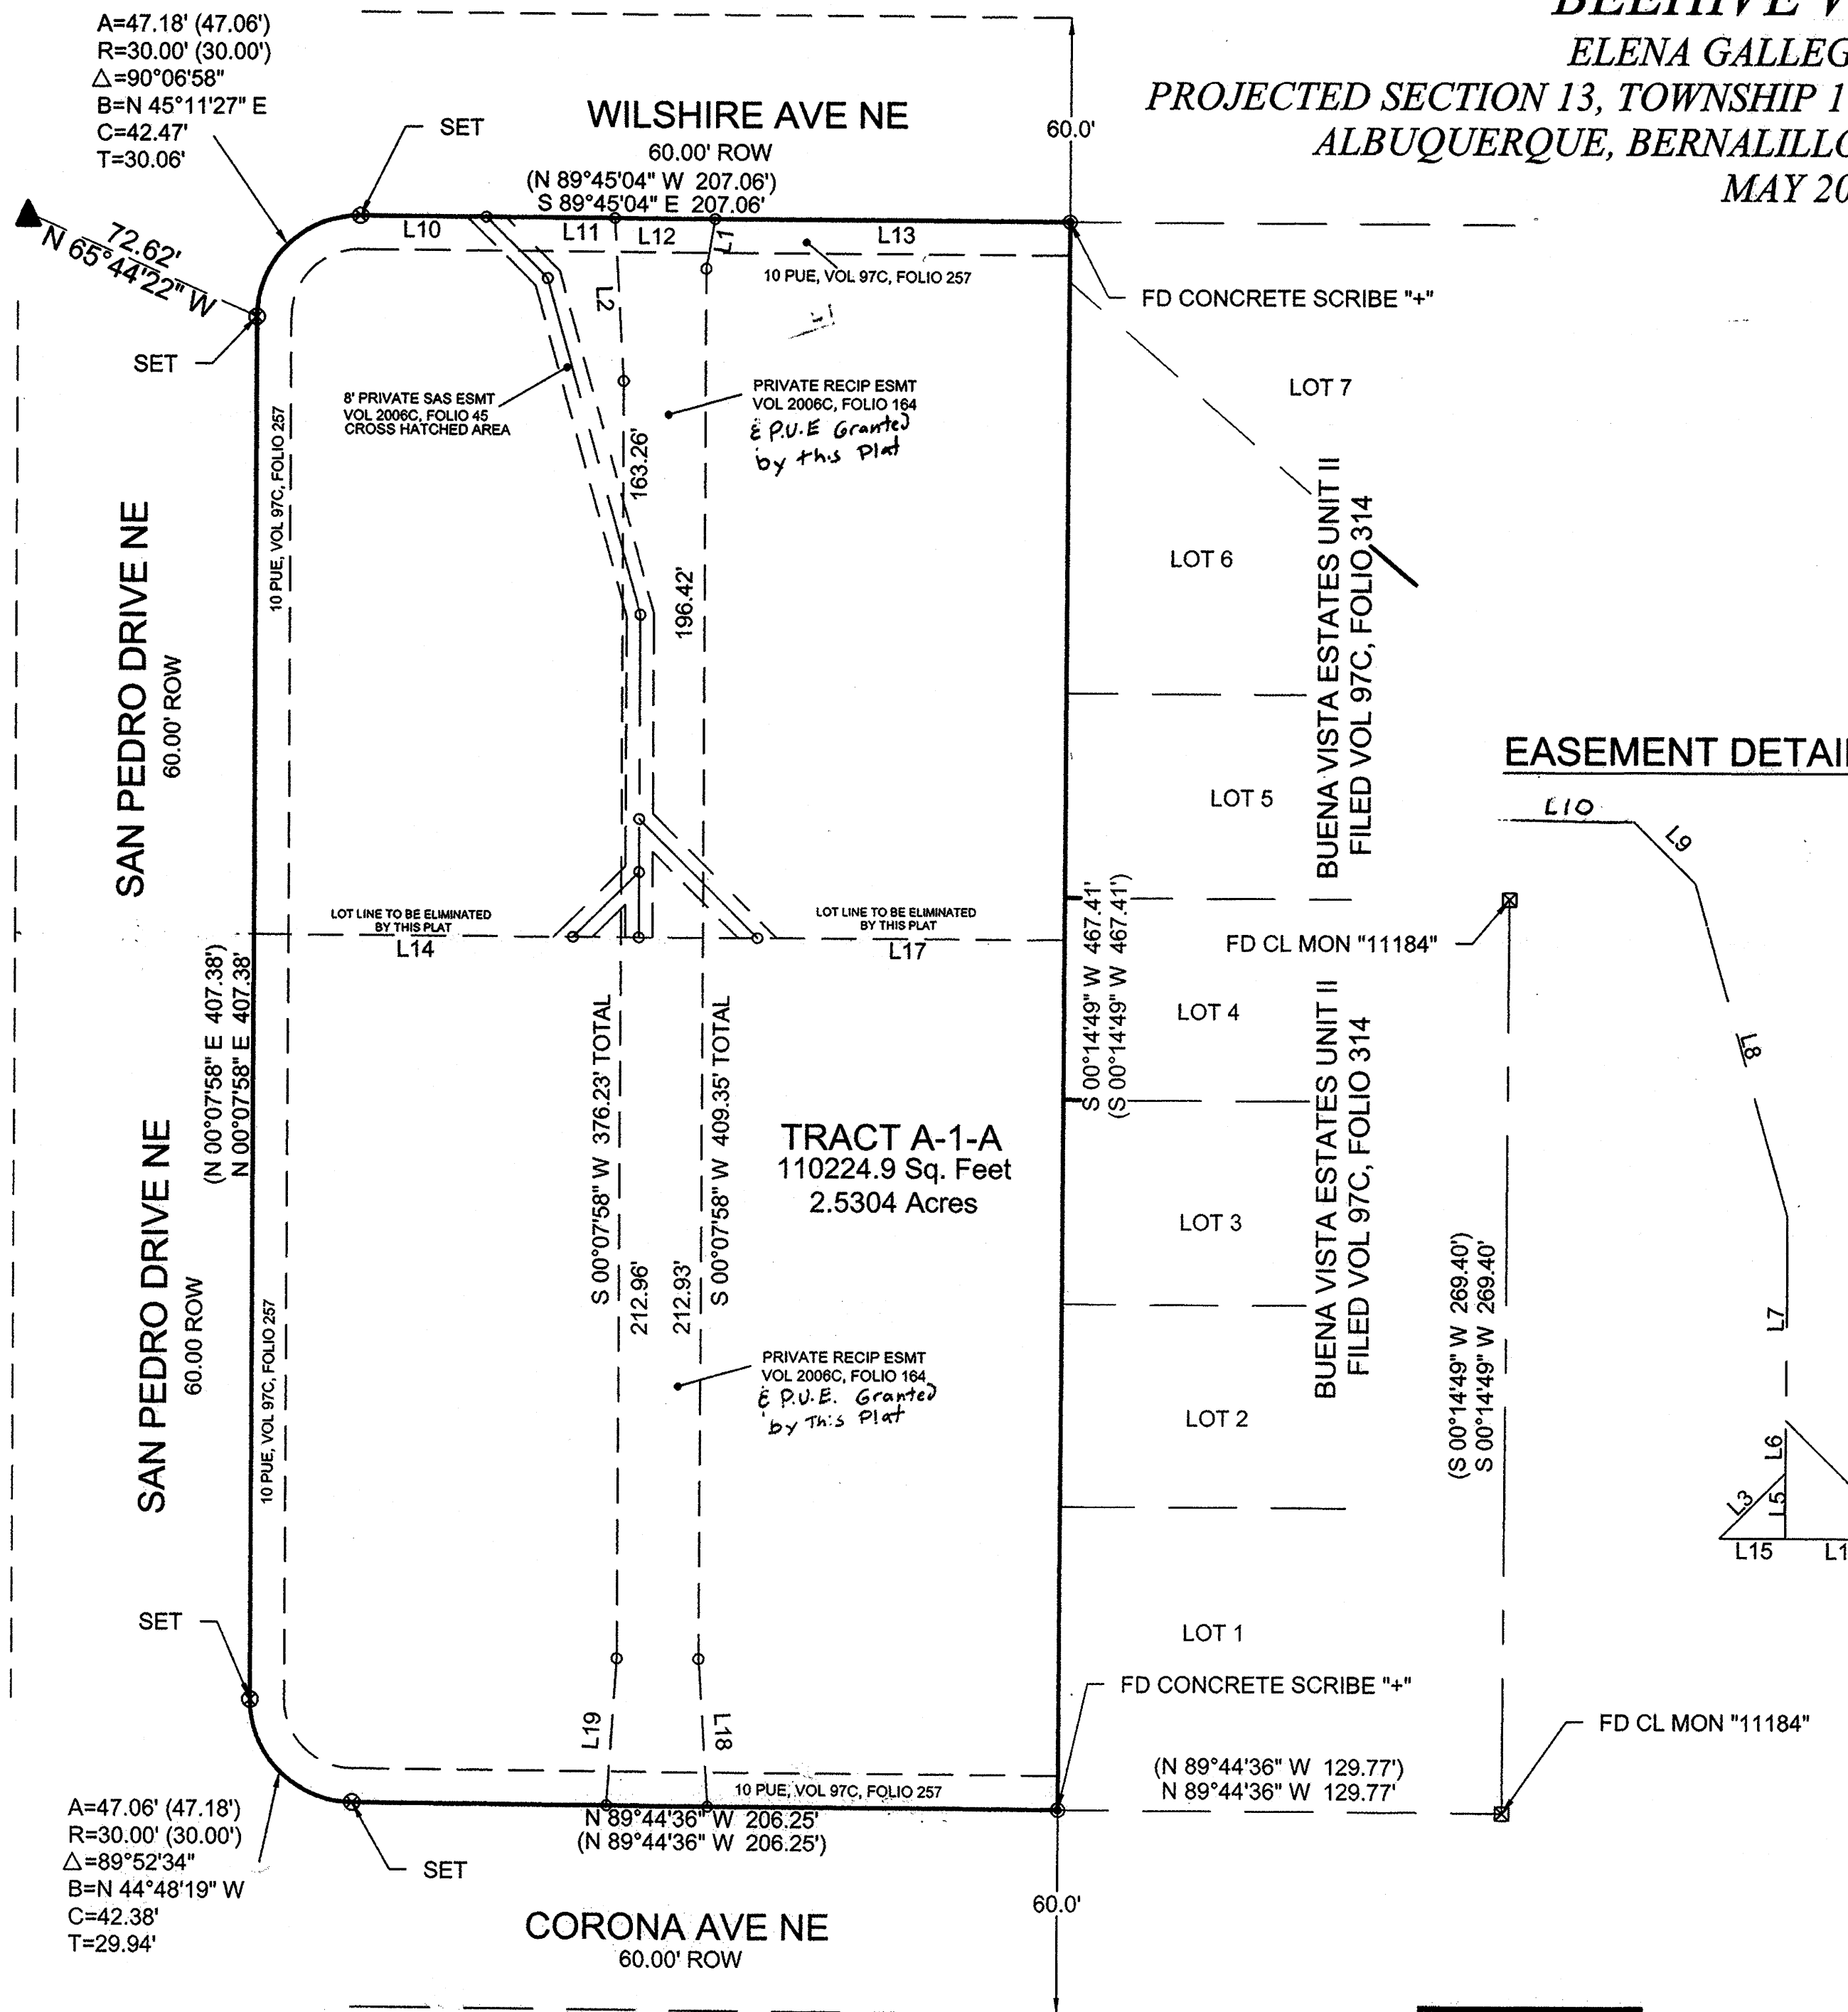 BEEHIVE V
ELENA GALLEG
PROJECTED SECTION 13, TOWNSHIP 1
ALBUQUERQUE, BERNALILLO
MAY 20
A=47.18' (47.06')
R=30.00' (30.00')
△=90°06'58"
B=N 45°11'27" E
C=42.47'
T=30.06'
SET
WILSHIRE AVE NE
60.00' ROW
(N 89°45'04" W 207.06')
S 89°45'04" E 207.06'
60.0'
72.62'
N 65°44'22" W
L10
L11
L12
L1
L13
10 PUE, VOL 97C, FOLIO 257
FD CONCRETE SCRIBE "+"
SET
L2
L1
8' PRIVATE SAS ESMT
VOL 2006C, FOLIO 45
CROSS HATCHED AREA
PRIVATE RECIP ESMT
VOL 2006C, FOLIO 164
& P.U.E Granted
by this Plat
LOT 7
10 PUE, VOL 97C, FOLIO 257
163.26'
196.42'
SAN PEDRO DRIVE NE
60.00' ROW
LOT 6
BUENA VISTA ESTATES UNIT II
FILED VOL 97C, FOLIO 314
LOT 5
EASEMENT DETAI
L10
L9
L8
L7
L6
L5
L3
L15
L1
LOT LINE TO BE ELIMINATED
BY THIS PLAT
L14
LOT LINE TO BE ELIMINATED
BY THIS PLAT
L17
FD CL MON "11184"
(N 00°07'58" E 407.38')
N 00°07'58" E 407.38'
S 00°14'49" W 467.41'
(S 00°14'49" W 467.41')
S 00°07'58" W 376.23' TOTAL
S 00°07'58" W 409.35' TOTAL
212.96'
212.93'
LOT 4
TRACT A-1-A
110224.9 Sq. Feet
2.5304 Acres
BUENA VISTA ESTATES UNIT II
FILED VOL 97C, FOLIO 314
LOT 3
(S 00°14'49" W 269.40')
S 00°14'49" W 269.40'
SAN PEDRO DRIVE NE
60.00 ROW
10 PUE, VOL 97C, FOLIO 257
PRIVATE RECIP ESMT
VOL 2006C, FOLIO 164
& P.U.E. Granted
by This Plat
LOT 2
LOT 1
SET
L19
L18
FD CONCRETE SCRIBE "+"
FD CL MON "11184"
(N 89°44'36" W 129.77')
N 89°44'36" W 129.77'
10 PUE, VOL 97C, FOLIO 257
N 89°44'36" W 206.25'
(N 89°44'36" W 206.25')
A=47.06' (47.18')
R=30.00' (30.00')
△=89°52'34"
B=N 44°48'19" W
C=42.38'
T=29.94'
SET
60.0'
CORONA AVE NE
60.00' ROW